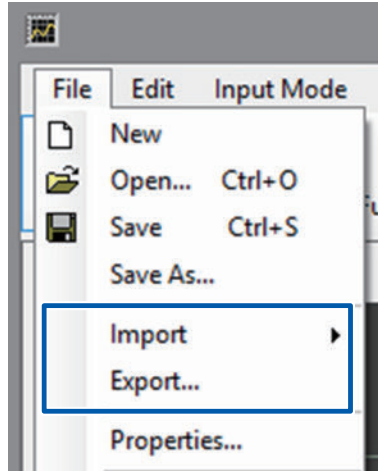 File Edit Input Mode
New
Open... Ctrl+O
Save Ctrl+S
Save As...
Import
Export...
Properties...